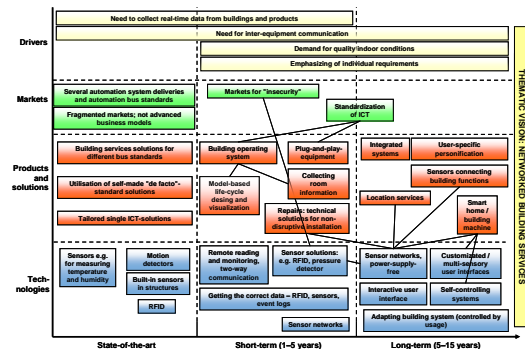 Drivers
Need to collect real-time data from buildings and products
Need for inter-equipment communication
Demand for quality indoor conditions
Emphasizing of individual requirements
THEMATIC VISION: NETWORKED BUILDING SERVICES
Markets
Several automation system deliveries
and automation bus standards
Fragmented markets; not advanced
business models
Markets for "insecurity"
Standardization
of ICT
Products
and
solutions
Building services solutions for
different bus standards
Utilisation of self-made "de facto"-
standard solutions
Tailored single ICT-solutions
Building operating
system
Plug-and-play-
equipment
Model-based
life-cycle
desing and
visualization
Collecting
room
information
Repairs: technical
solutions for non-
disruptive installation
Integrated
systems
User-specific
personification
Sensors connecting
building functions
Location services
Smart
home /
building
machine
Tech-
nologies
Sensors e.g.
for measuring
temperature
and humidity
Motion
detectors
Built-in sensors
in structures
RFID
Remote reading
and monitoring,
two-way
communication
Sensor solutions:
e.g. RFID, pressure
detector
Getting the correct data – RFID, sensors,
event logs
Sensor networks
Sensor networks,
power-supply-
free
Customizated /
multi-sensory
user interfaces
Interactive user
interface
Self-controlling
systems
Adapting building system (controlled by
usage)
State-of-the-art
Short-term (1–5 years)
Long-term (5–15 years)